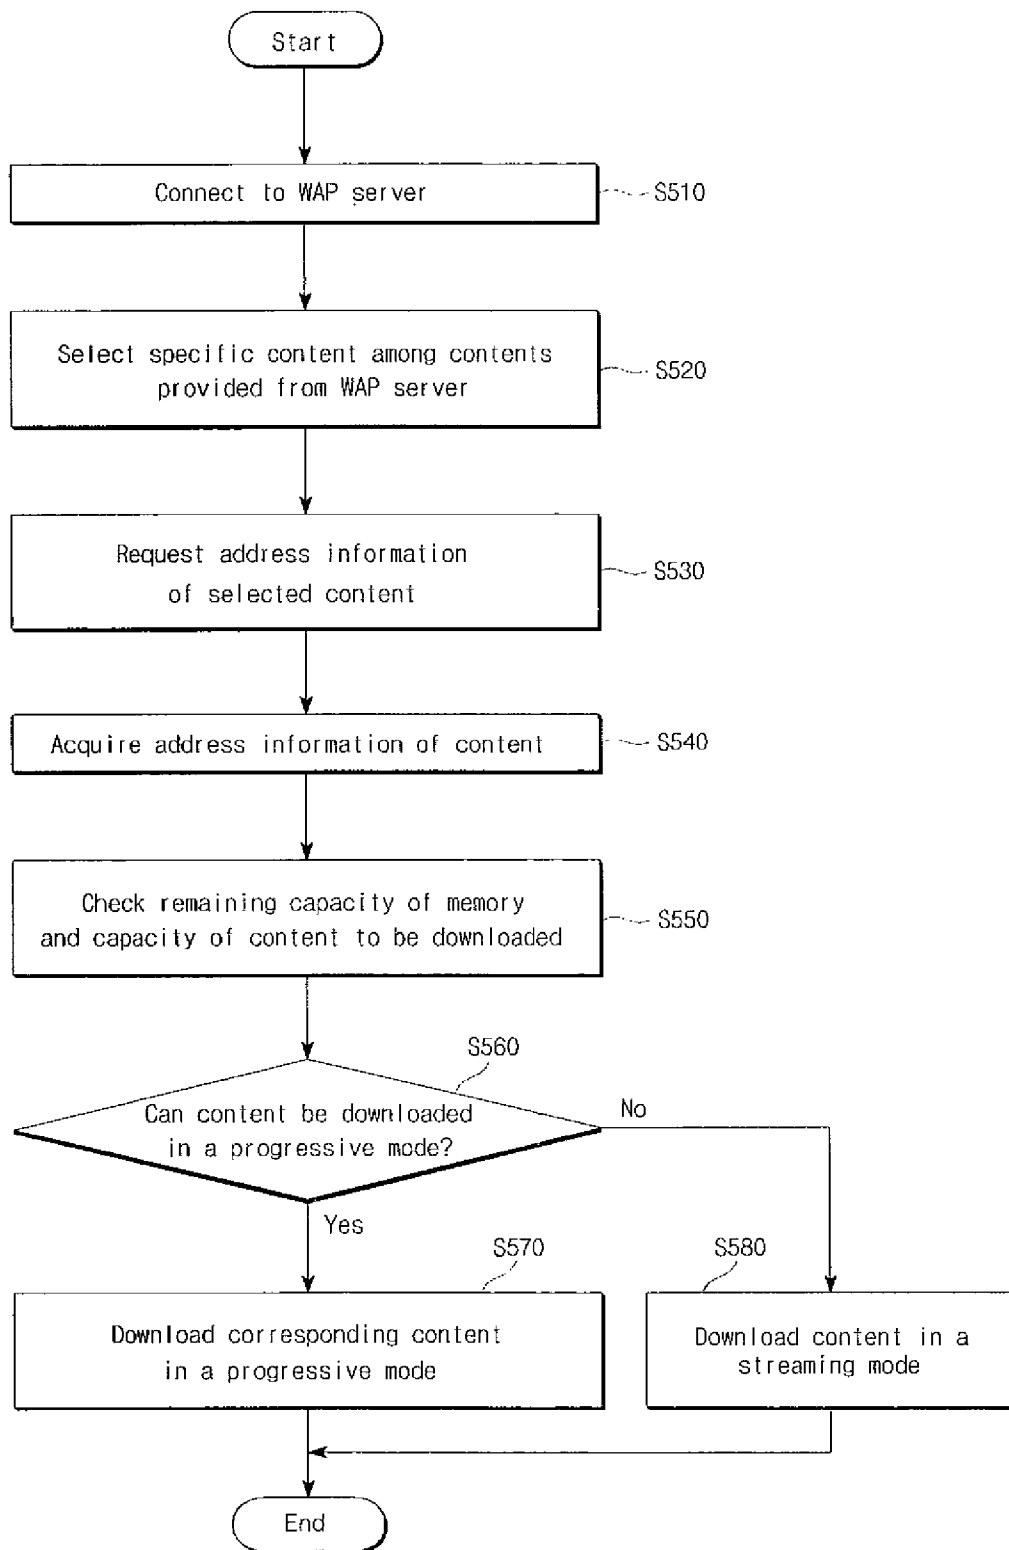 Start
Connect to WAP server
S510
Select specific content among contents
provided from WAP server
S520
Request address information
of selected content
S530
Acquire address information of content
S540
Check remaining capacity of memory
and capacity of content to be downloaded
S550
S560
Can content be downloaded
in a progressive mode?
No
Yes
S570
Download corresponding content
in a progressive mode
S580
Download content in a
streaming mode
End